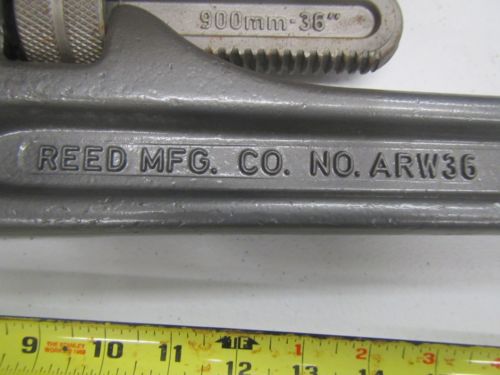 900mm-36"
REED MFG. CO. NO. ARW36
9 10 11 1 2 3
12 13 14